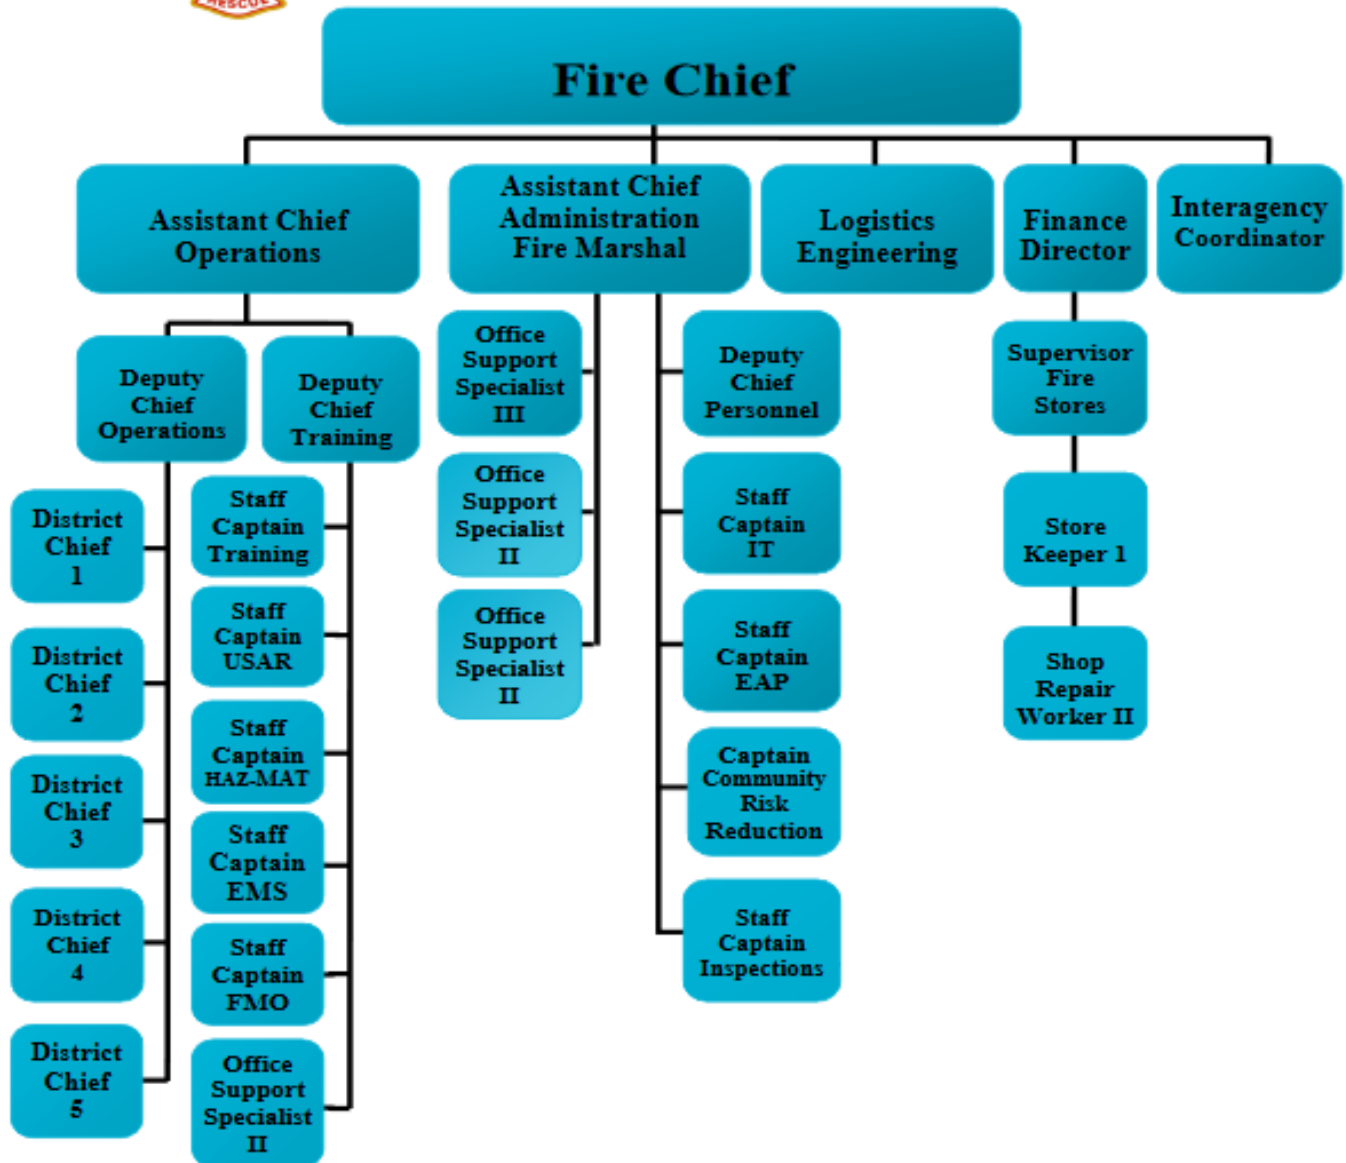 RESCUE
Fire Chief
Assistant Chief
Operations
Assistant Chief
Administration
Fire Marshal
Logistics
Engineering
Finance
Director
Interagency
Coordinator
Deputy
Chief
Operations
Deputy
Chief
Training
District
Chief
1
District
Chief
2
District
Chief
3
District
Chief
4
District
Chief
5
Staff
Captain
Training
Staff
Captain
USAR
Staff
Captain
HAZ-MAT
Staff
Captain
EMS
Staff
Captain
FMO
Office
Support
Specialist
II
Office
Support
Specialist
III
Office
Support
Specialist
II
Office
Support
Specialist
II
Deputy
Chief
Personnel
Staff
Captain
IT
Staff
Captain
EAP
Captain
Community
Risk
Reduction
Staff
Captain
Inspections
Supervisor
Fire
Stores
Store
Keeper 1
Shop
Repair
Worker II